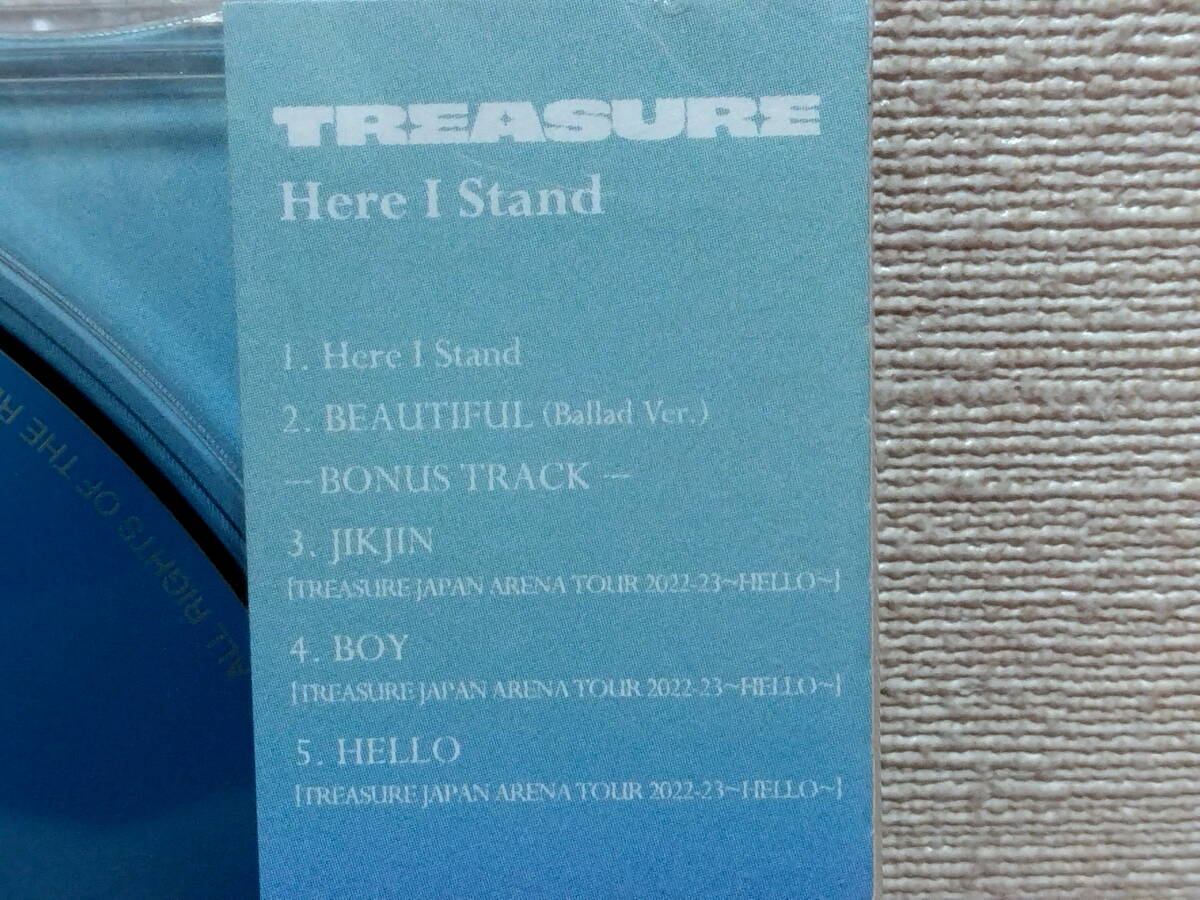 TREASURE
Here I Stand
1. Here I Stand
2. BEAUTIFUL (Ballad Ver.)
— BONUS TRACK —
3. JIKJIN
[TREASURE JAPAN ARENA TOUR 2022-23~HELLO~]
4. BOY
[TREASURE JAPAN ARENA TOUR 2022-23~HELLO~]
5. HELLO
[TREASURE JAPAN ARENA TOUR 2022-23~HELLO~]
ALL RIGHTS OF THE